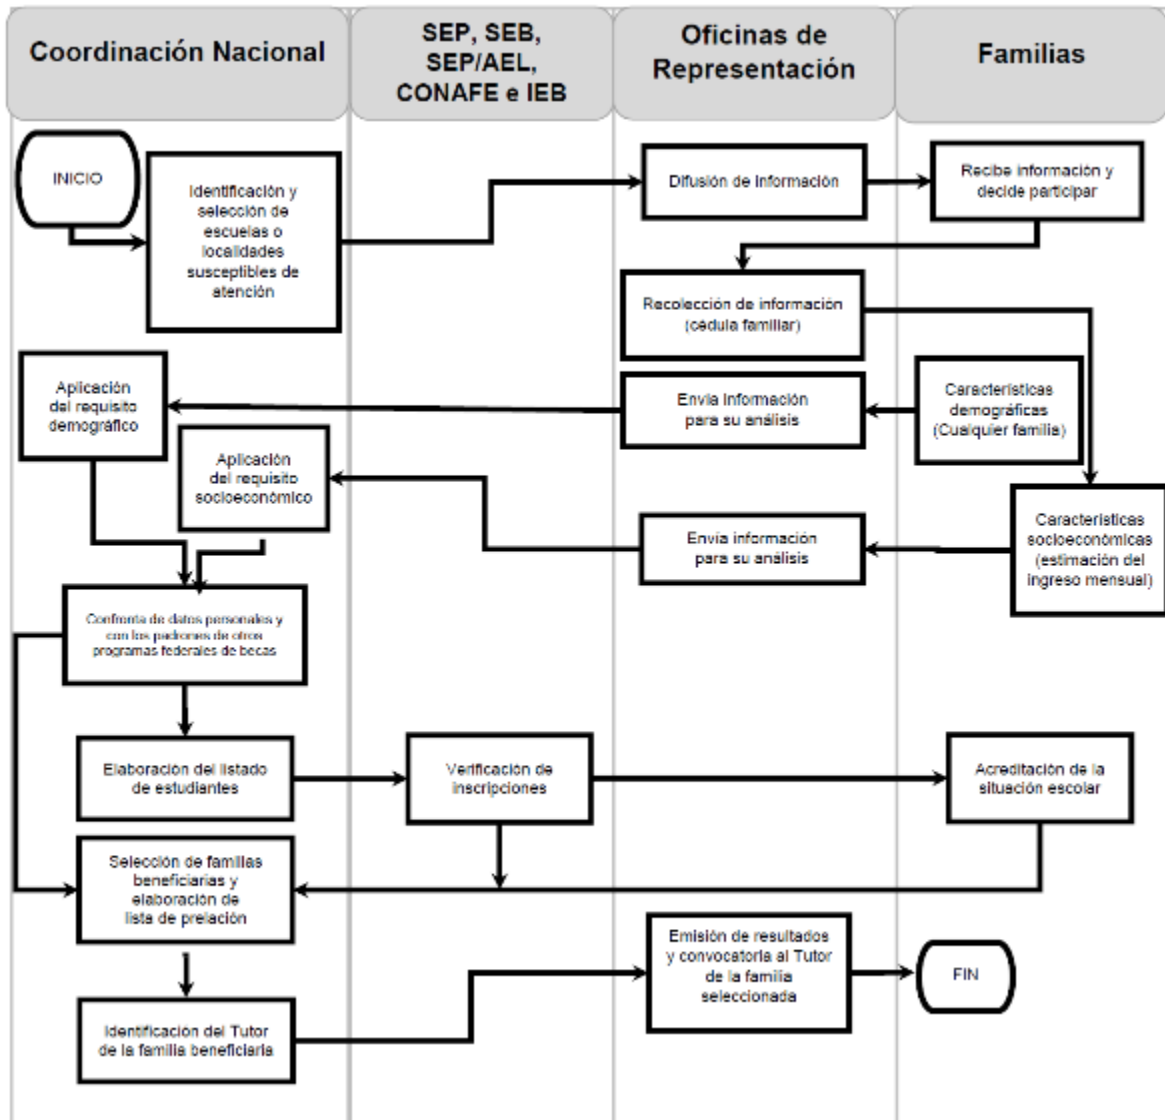 Coordinación Nacional
SEP, SEB,
SEP/AEL,
CONAFE e IEB
Oficinas de
Representación
Familias
INICIO
Identificación y
selección de
escuelas o
localidades
susceptibles de
atención
Difusión de información
Recibe información y
decide participar
Recolección de información
(cédula familiar)
Aplicación
del requisito
demográfico
Envía información
para su análisis
Características
demográficas
(Cualquier familia)
Aplicación
del requisito
socioeconómico
Envía información
para su análisis
Características
socioeconómicas
(estimación del
ingreso mensual)
Confronta de datos personales y
con los padrones de otros
programas federales de becas
Elaboración del listado
de estudiantes
Verificación de
inscripciones
Acreditación de la
situación escolar
Selección de familias
beneficiarias y
elaboración de
lista de prelación
Emisión de resultados
y convocatoria al Tutor
de la familia
seleccionada
FIN
Identificación del Tutor
de la familia beneficiaria